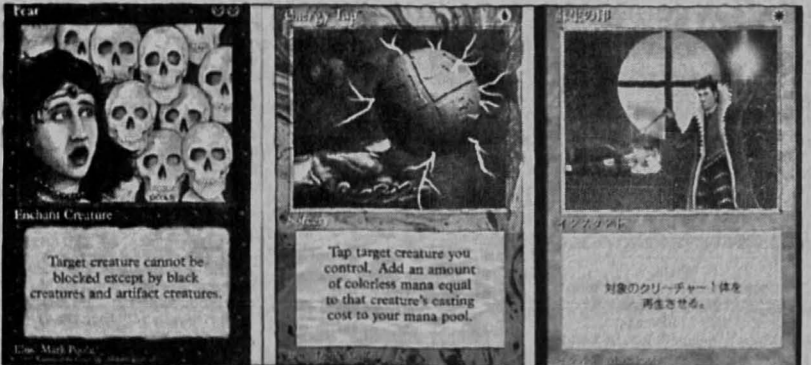 Fear
Enchant Creature
Target creature cannot be
blocked except by black
creatures and artifact creatures.
Illus. Mark Poole
Energy Tap
Sorcery
Tap target creature you
control. Add an amount
of colorless mana equal
to that creature's casting
cost to your mana pool.
インスタント
対象のクリーチャー1体を
再生させる。